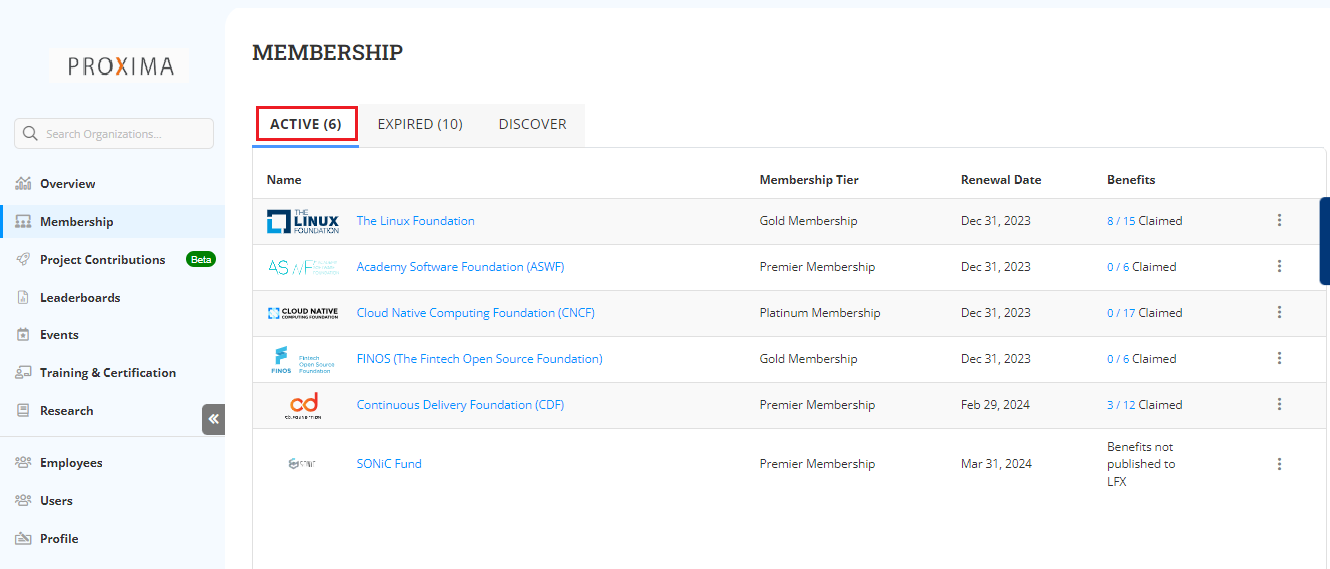 PROXIMA
Search Organizations...
Overview
Membership
Project Contributions Beta
Leaderboards
Events
Training & Certification
Research
Employees
Users
Profile
MEMBERSHIP
ACTIVE (6) EXPIRED (10) DISCOVER
Name Membership Tier Renewal Date Benefits
THE
LINUX
FOUNDATION
The Linux Foundation Gold Membership Dec 31, 2023 8 / 15 Claimed
ASWF
Academy Software Foundation (ASWF) Premier Membership Dec 31, 2023 0 / 6 Claimed
CLOUD NATIVE
COMPUTING FOUNDATION
Cloud Native Computing Foundation (CNCF) Platinum Membership Dec 31, 2023 0 / 17 Claimed
FINOS
Fintech
Open Source
Foundation
FINOS (The Fintech Open Source Foundation) Gold Membership Dec 31, 2023 0 / 6 Claimed
cd
CD.FOUNDATION
Continuous Delivery Foundation (CDF) Premier Membership Feb 29, 2024 3 / 12 Claimed
SONiC
SONiC Fund Premier Membership Mar 31, 2024
Benefits not
published to
LFX